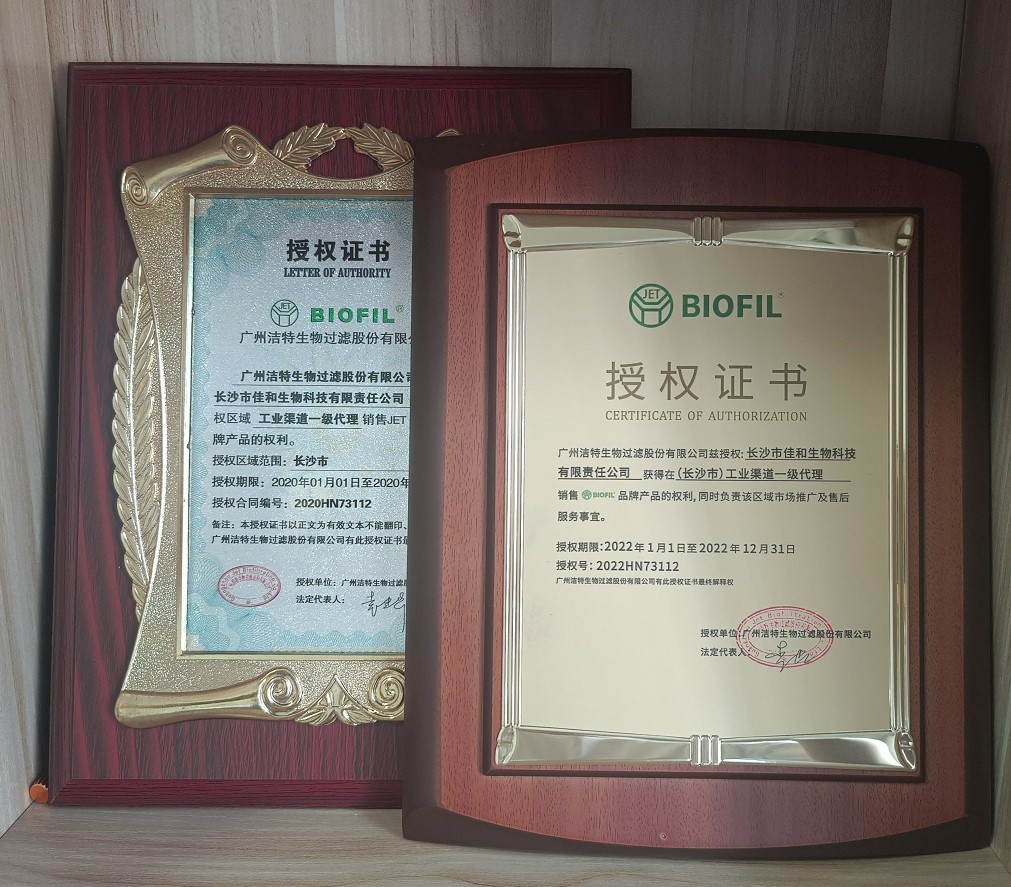 授权证书
LETTER OF AUTHORITY
JET BIOFIL®
广州洁特生物过滤股份有限
广州洁特生物过滤股份有限公司
长沙市佳和生物科技有限责任公司
权区域 工业渠道一级代理 销售JET
牌产品的权利。
授权区域范围：长沙市
授权期限：2020年01月01日至2020年
授权合同编号：2020HN73112
备注：本授权证书以正文为有效文本不能翻印、
广州洁特生物过滤股份有限公司有此授权证书
授权单位：广州洁特生物过滤
法定代表人：
JET BIOFIL®
授权证书
CERTIFICATE OF AUTHORIZATION
广州洁特生物过滤股份有限公司兹授权：长沙市佳和生物科技
有限责任公司 获得在（长沙市）工业渠道一级代理
销售 BIOFIL 品牌产品的权利，同时负责该区域市场推广及售后
服务事宜。
授权期限：2022年1月1日至2022年12月31日
授权号：2022HN73112
广州洁特生物过滤股份有限公司有此授权证书最终解释权
授权单位：广州洁特生物过滤股份有限公司
法定代表人：